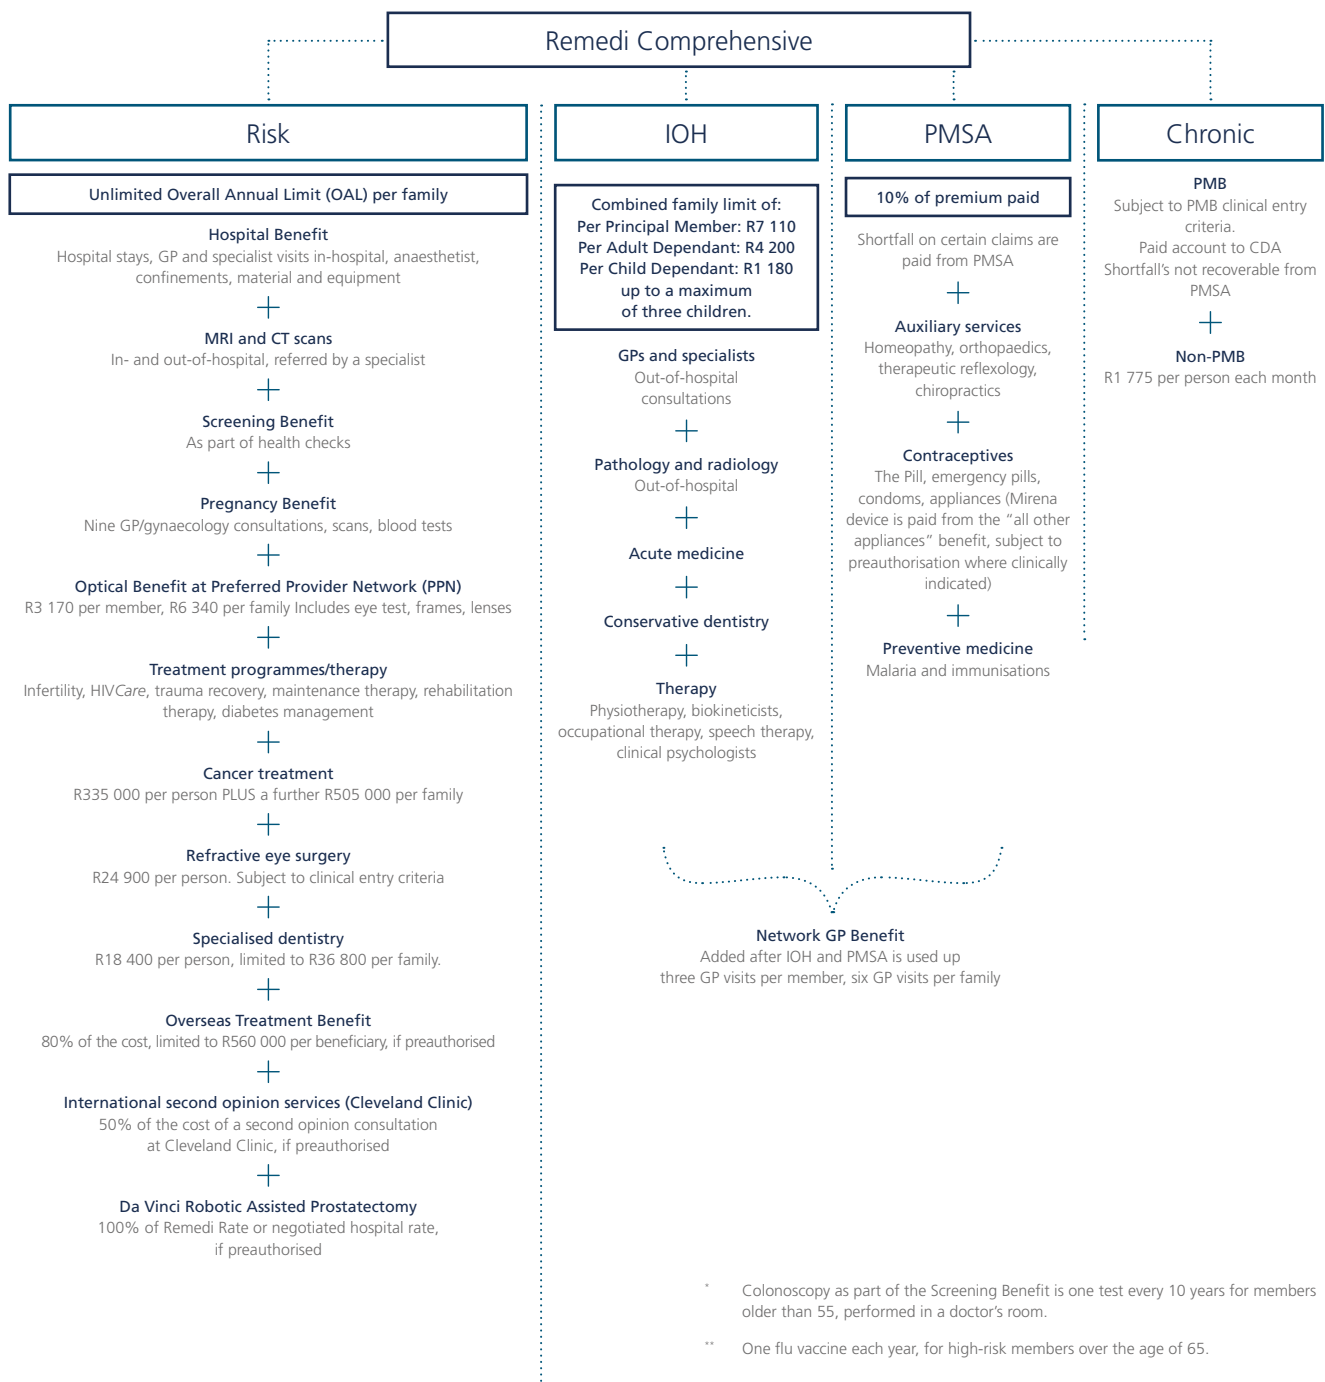 Remedi Comprehensive
Risk
Unlimited Overall Annual Limit (OAL) per family
Hospital Benefit
Hospital stays, GP and specialist visits in-hospital, anaesthetist,
confinements, material and equipment
+
MRI and CT scans
In- and out-of-hospital, referred by a specialist
+
Screening Benefit
As part of health checks
+
Pregnancy Benefit
Nine GP/gynaecology consultations, scans, blood tests
+
Optical Benefit at Preferred Provider Network (PPN)
R3 170 per member, R6 340 per family Includes eye test, frames, lenses
+
Treatment programmes/therapy
Infertility, HIVCare, trauma recovery, maintenance therapy, rehabilitation
therapy, diabetes management
+
Cancer treatment
R335 000 per person PLUS a further R505 000 per family
+
Refractive eye surgery
R24 900 per person. Subject to clinical entry criteria
+
Specialised dentistry
R18 400 per person, limited to R36 800 per family.
+
Overseas Treatment Benefit
80% of the cost, limited to R560 000 per beneficiary, if preauthorised
+
International second opinion services (Cleveland Clinic)
50% of the cost of a second opinion consultation
at Cleveland Clinic, if preauthorised
+
Da Vinci Robotic Assisted Prostatectomy
100% of Remedi Rate or negotiated hospital rate,
if preauthorised
IOH
Combined family limit of:
Per Principal Member: R7 110
Per Adult Dependant: R4 200
Per Child Dependant: R1 180
up to a maximum
of three children.
GPs and specialists
Out-of-hospital
consultations
+
Pathology and radiology
Out-of-hospital
+
Acute medicine
+
Conservative dentistry
+
Therapy
Physiotherapy, biokineticists,
occupational therapy, speech therapy,
clinical psychologists
PMSA
10% of premium paid
Shortfall on certain claims are
paid from PMSA
+
Auxiliary services
Homeopathy, orthopaedics,
therapeutic reflexology,
chiropractics
+
Contraceptives
The Pill, emergency pills,
condoms, appliances (Mirena
device is paid from the “all other
appliances” benefit, subject to
preauthorisation where clinically
indicated)
+
Preventive medicine
Malaria and immunisations
Chronic
PMB
Subject to PMB clinical entry
criteria.
Paid account to CDA
Shortfall's not recoverable from
PMSA
+
Non-PMB
R1 775 per person each month
Network GP Benefit
Added after IOH and PMSA is used up
three GP visits per member, six GP visits per family
* Colonoscopy as part of the Screening Benefit is one test every 10 years for members
older than 55, performed in a doctor's room.
** One flu vaccine each year, for high-risk members over the age of 65.